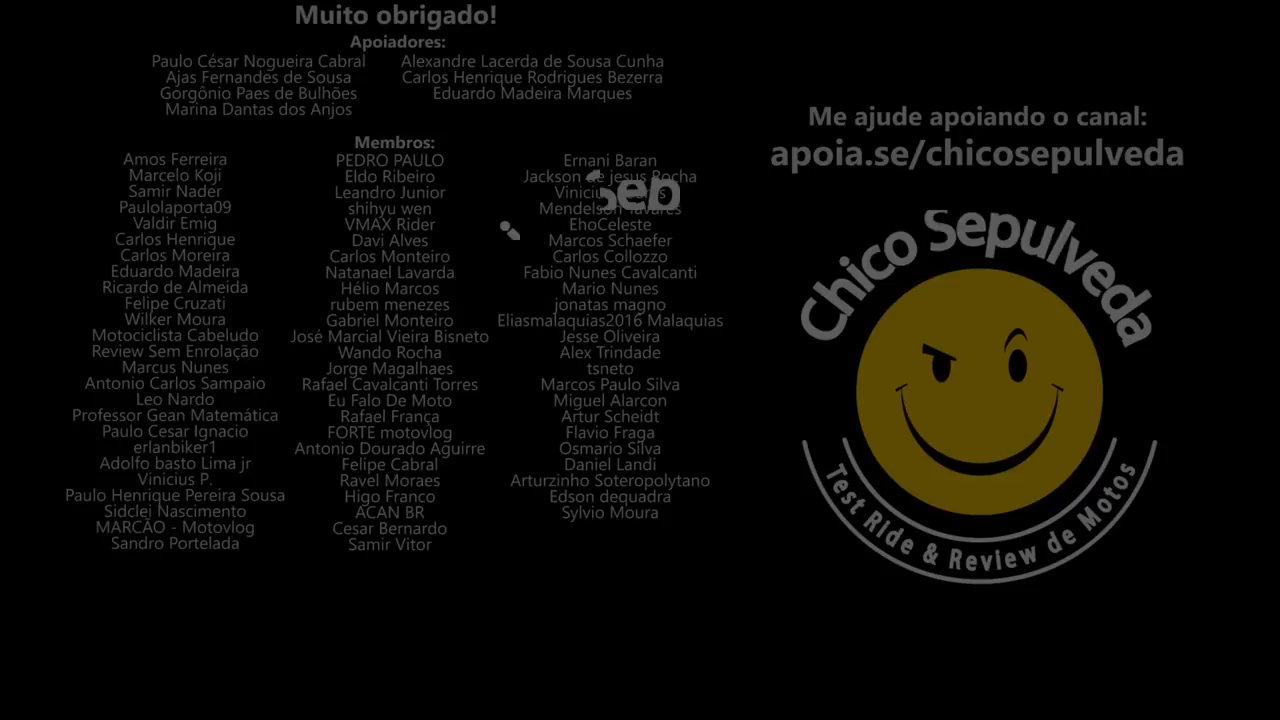 Muito obrigado!
Apoiadores:
Paulo César Nogueira Cabral
Ajas Fernandes de Sousa
Gorgônio Paes de Bulhões
Marina Dantas dos Anjos
Alexandre Lacerda de Sousa Cunha
Carlos Henrique Rodrigues Bezerra
Eduardo Madeira Marques
Membros:
Amos Ferreira
Marcelo Koji
Samir Nader
Paulolaporta09
Valdir Emig
Carlos Henrique
Carlos Moreira
Eduardo Madeira
Ricardo de Almeida
Felipe Cruzati
Wilker Moura
Motociclista Cabeludo
Review Sem Enrolação
Marcus Nunes
Antonio Carlos Sampaio
Leo Nardo
Professor Gean Matemática
Paulo Cesar Ignacio
erlanbiker1
Adolfo basto Lima jr
Vinicius P.
Paulo Henrique Pereira Sousa
Sidclei Nascimento
MARCÃO - Motovlog
Sandro Portelada
PEDRO PAULO
Eldo Ribeiro
Leandro Junior
shihyu wen
VMAX Rider
Davi Alves
Carlos Monteiro
Natanael Lavarda
Hélio Marcos
rubem menezes
Gabriel Monteiro
José Marcial Vieira Bisneto
Wando Rocha
Jorge Magalhaes
Rafael Cavalcanti Torres
Eu Falo De Moto
Rafael França
FORTE motovlog
Antonio Dourado Aguirre
Felipe Cabral
Ravel Moraes
Higo Franco
ACAN BR
Cesar Bernardo
Samir Vitor
Ernani Baran
Jackson de jesus Rocha
Mendelson Tavares
EhoCeleste
Marcos Schaefer
Carlos Collozzo
Fabio Nunes Cavalcanti
Mario Nunes
jonatas magno
Eliasmalaquias2016 Malaquias
Jesse Oliveira
Alex Trindade
tsneto
Marcos Paulo Silva
Miguel Alarcon
Artur Scheidt
Flavio Fraga
Osmario Silva
Daniel Landi
Arturzinho Soteropolytano
Edson dequadra
Sylvio Moura
Me ajude apoiando o canal:
apoia.se/chicosepulveda
Chico Sepulveda
Test Ride & Review de Motos